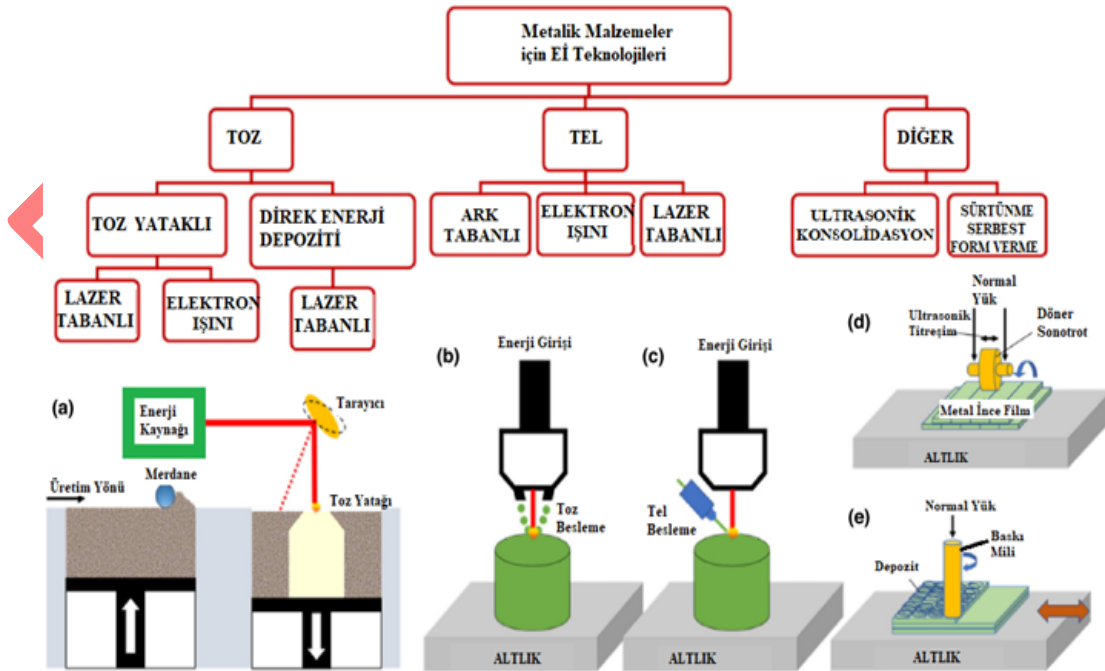 Metalik Malzemeler
için Eİ Teknolojileri
TOZ
TEL
DİĞER
TOZ YATAKLI
DİREK ENERJİ
DEPOZİTİ
ARK
TABANLI
ELEKTRON
IŞINI
LAZER
TABANLI
ULTRASONİK
KONSOLİDASYON
SÜRTÜNME
SERBEST
FORM VERME
LAZER
TABANLI
ELEKTRON
IŞINI
LAZER
TABANLI
(a)
Enerji
Kaynağı
Tarayıcı
Üretim Yönü
Merdane
Toz Yatağı
(b)
Enerji Girişi
Toz
Besleme
ALTLIK
(c)
Enerji Girişi
Tel
Besleme
ALTLIK
(d)
Normal
Yük
Ultrasonik
Titreşim
Döner
Sonotrot
Metal İnce Film
ALTLIK
(e)
Normal Yük
Baskı
Mili
Depozit
ALTLIK